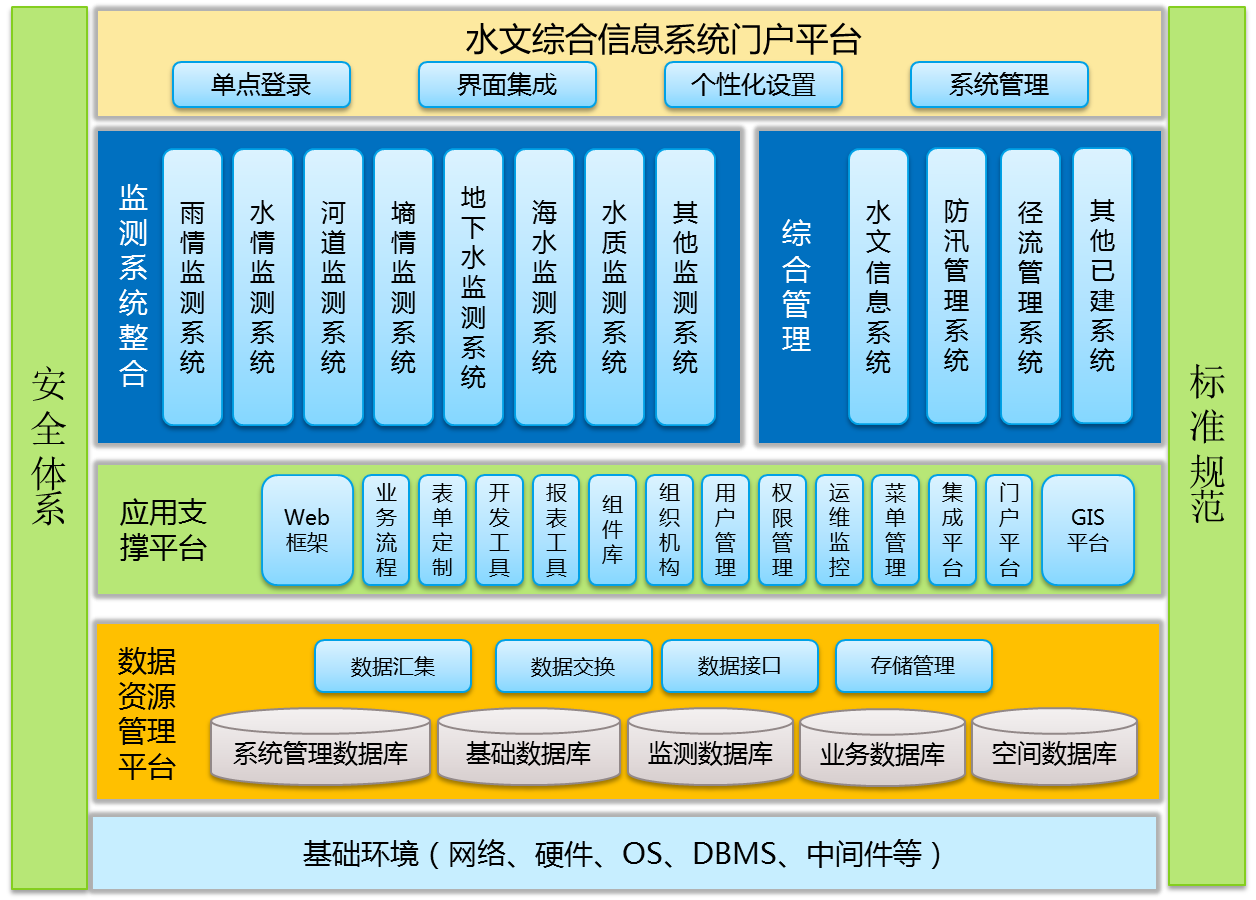 水文综合信息系统门户平台
单点登录
界面集成
个性化设置
系统管理
安全体系
监测系统整合
雨情监测系统
水情监测系统
河道监测系统
墒情监测系统
地下水监测系统
海水监测系统
水质监测系统
其他监测系统
综合管理
水文信息系统
防汛管理系统
径流管理系统
其他已建系统
标准规范
应用支
撑平台
Web
框架
业务流程
表单定制
开发工具
报表工具
组件库
组织机构
用户管理
权限管理
运维监控
菜单管理
集成平台
门户平台
GIS
平台
数据
资源
管理
平台
数据汇集
数据交换
数据接口
存储管理
系统管理数据库
基础数据库
监测数据库
业务数据库
空间数据库
基础环境（网络、硬件、OS、DBMS、中间件等）